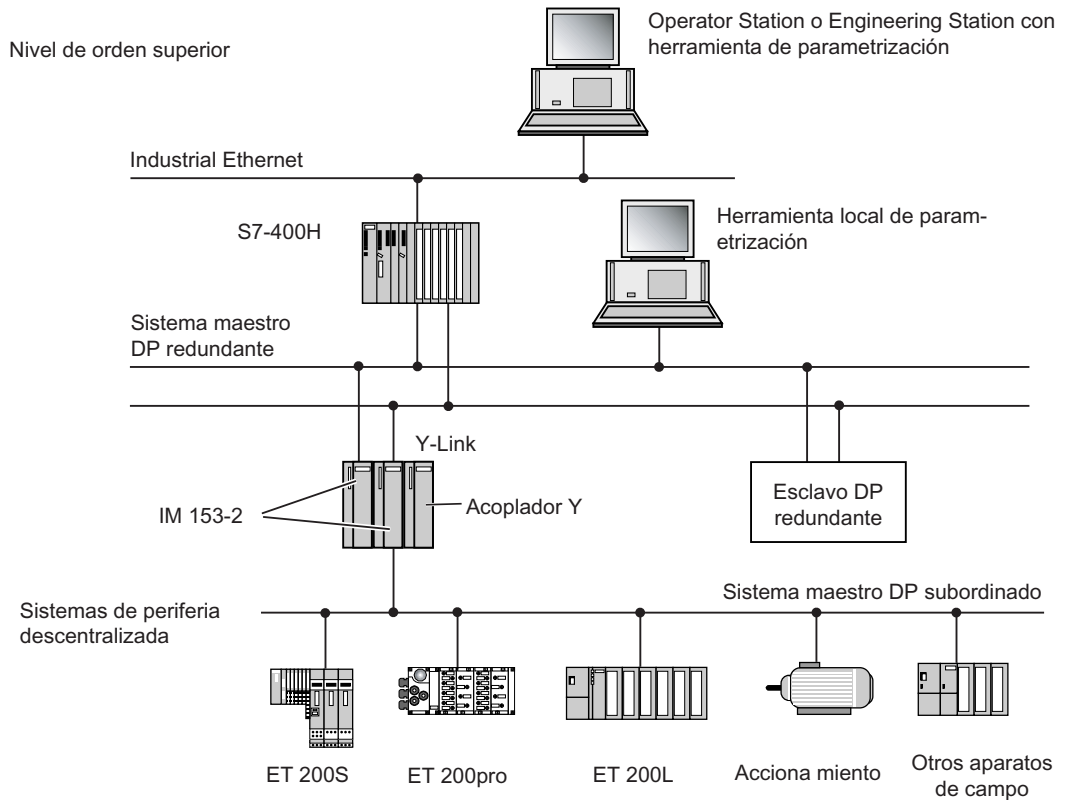 Operator Station o Engineering Station con
herramienta de parametrización
Nivel de orden superior
Industrial Ethernet
S7-400H
Herramienta local de param-
etrización
Sistema maestro
DP redundante
Y-Link
IM 153-2
Acoplador Y
Esclavo DP
redundante
Sistema maestro DP subordinado
Sistemas de periferia
descentralizada
ET 200S
ET 200pro
ET 200L
Acciona miento
Otros aparatos
de campo